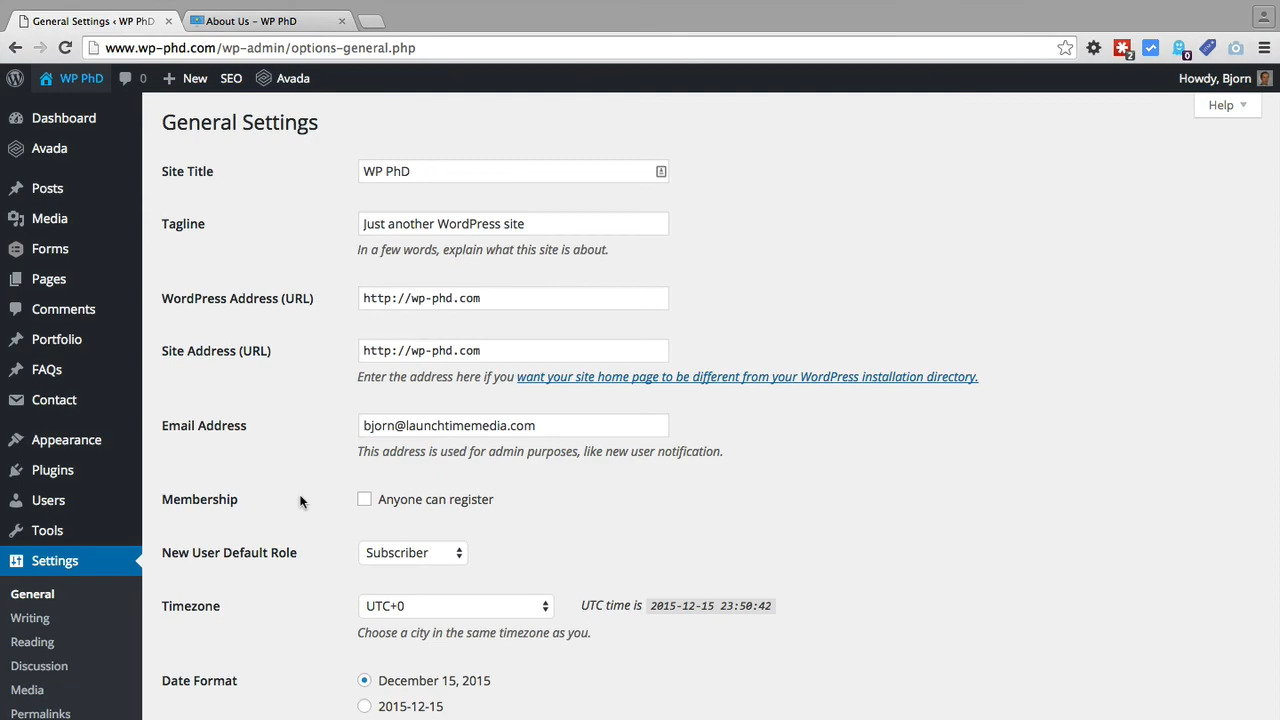 General Settings ‹ WP PhD
About Us – WP PhD
www.wp-phd.com/wp-admin/options-general.php
2
0
WP PhD
0
New
SEO
Avada
Howdy, Bjorn
Help
Dashboard
Avada
Posts
Media
Forms
Pages
Comments
Portfolio
FAQs
Contact
Appearance
Plugins
Users
Tools
Settings
General
Writing
Reading
Discussion
Media
Permalinks
General Settings
Site Title
WP PhD
Tagline
Just another WordPress site
In a few words, explain what this site is about.
WordPress Address (URL)
http://wp-phd.com
Site Address (URL)
http://wp-phd.com
Enter the address here if you want your site home page to be different from your WordPress installation directory.
Email Address
bjorn@launchtimemedia.com
This address is used for admin purposes, like new user notification.
Membership
Anyone can register
New User Default Role
Subscriber
Timezone
UTC+0
UTC time is 2015-12-15 23:50:42
Choose a city in the same timezone as you.
Date Format
December 15, 2015
2015-12-15